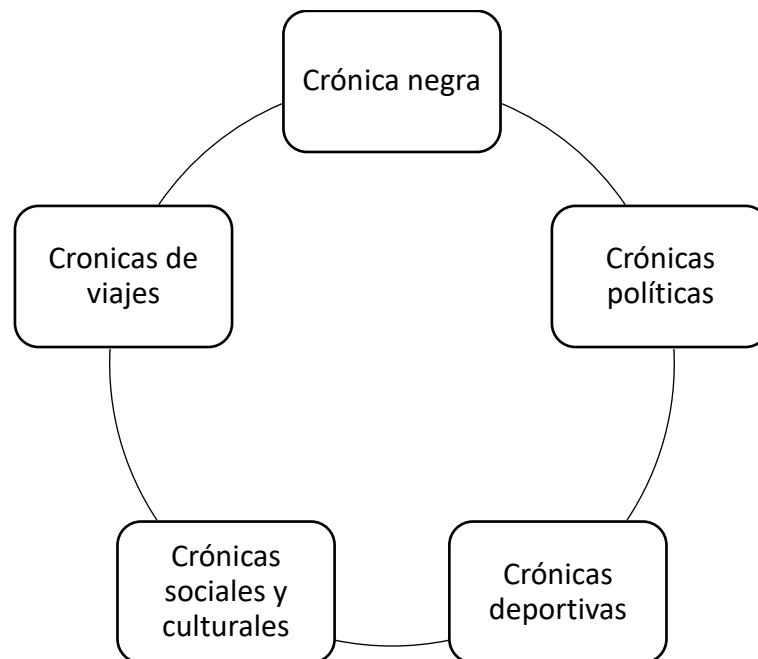 Crónica negra
Crónicas
políticas
Crónicas
deportivas
Crónicas
sociales y
culturales
Cronicas de
viajes